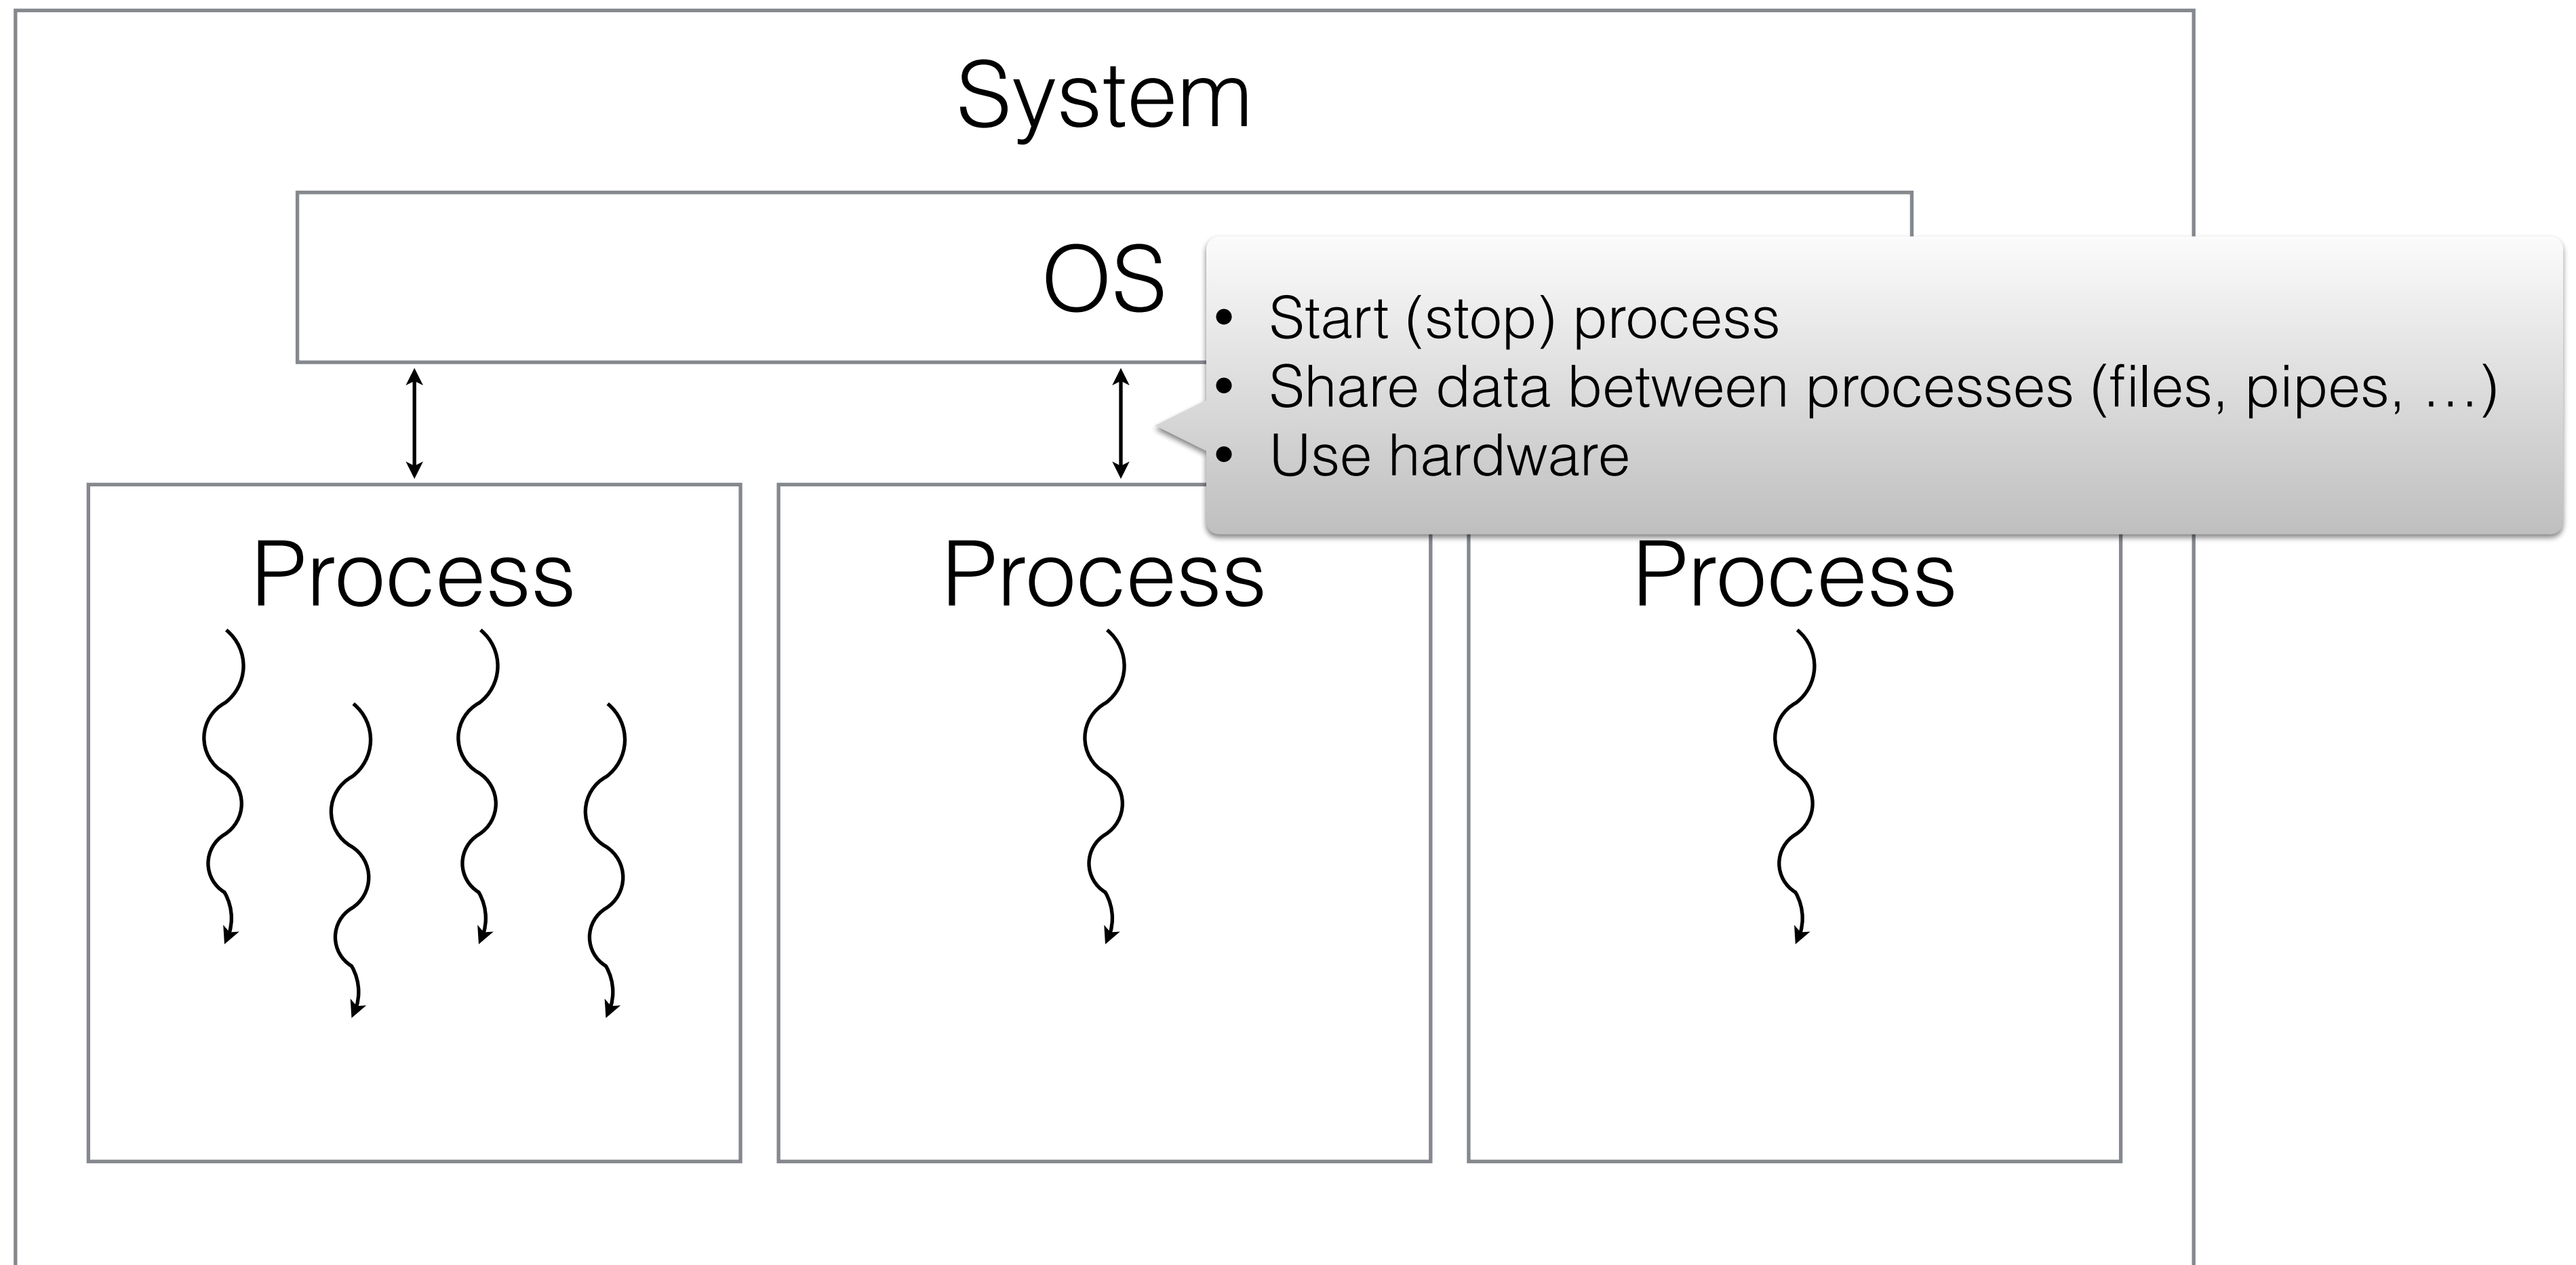 System
OS
• Start (stop) process
• Share data between processes (files, pipes, …)
• Use hardware
Process
Process
Process